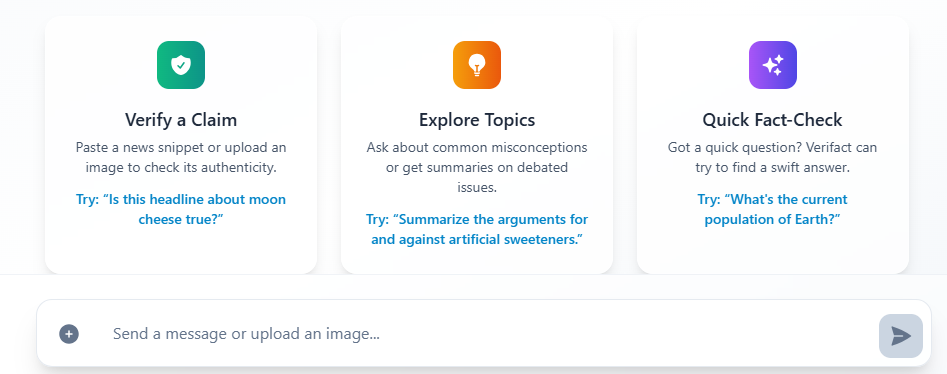 Verify a Claim
Paste a news snippet or upload an
image to check its authenticity.
Try: “Is this headline about moon
cheese true?”
Explore Topics
Ask about common misconceptions
or get summaries on debated
issues.
Try: “Summarize the arguments for
and against artificial sweeteners.”
Quick Fact-Check
Got a quick question? Verifact can
try to find a swift answer.
Try: “What's the current
population of Earth?”
Send a message or upload an image...